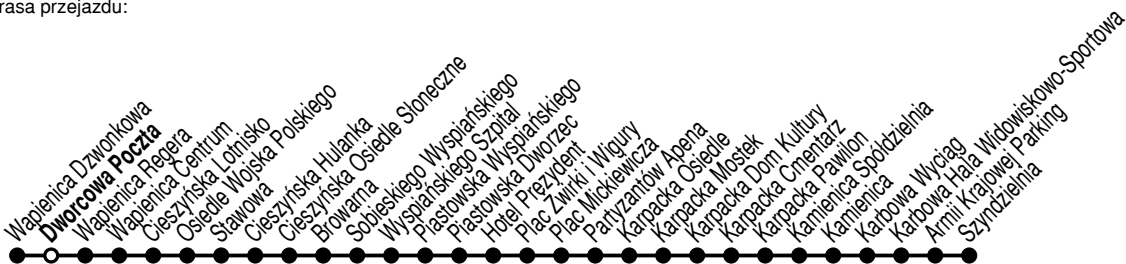 rasa przejazdu:
Wapienica Dzwonkowa
Dworcowa Poczta
Wapienica Regera
Wapienica Centrum
Cieszyńska Lotnisko
Osiedle Wojska Polskiego
Stawowa
Cieszyńska Hulanka
Cieszyńska Osiedle Słoneczne
Browarna
Sobieskiego Wyspiańskiego
Wyspiańskiego Szpital
Piastowska Wyspiańskiego
Piastowska Dworzec
Hotel Prezydent
Plac Żwirki i Wigury
Plac Mickiewicza
Partyzantów Apena
Karpacka Osiedle
Karpacka Mostek
Karpacka Dom Kultury
Karpacka Cmentarz
Karpacka Pawilon
Kamienica Spółdzielnia
Kamienica
Karbowa Wyciąg
Karbowa Hala Widowiskowo-Sportowa
Armii Krajowej Parking
Szyndzielnia